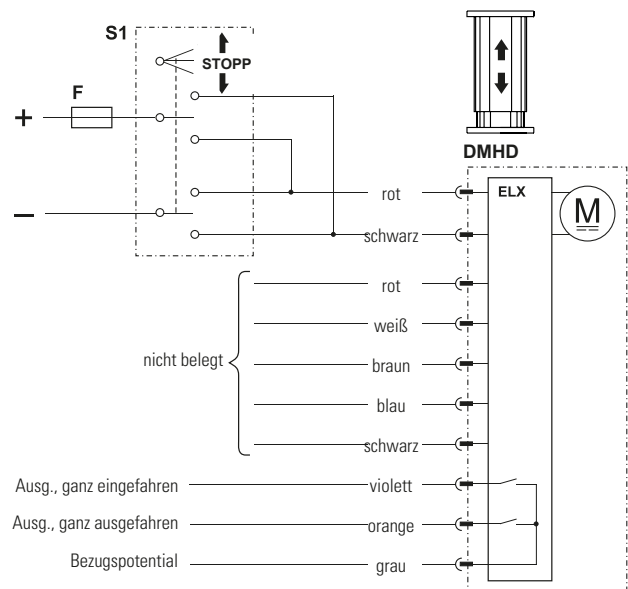 S1
STOPP
F
+
−
DMHD
ELX
M
rot
schwarz
rot
weiß
nicht belegt
braun
blau
schwarz
Ausg., ganz eingefahren
violett
Ausg., ganz ausgefahren
orange
Bezugspotential
grau